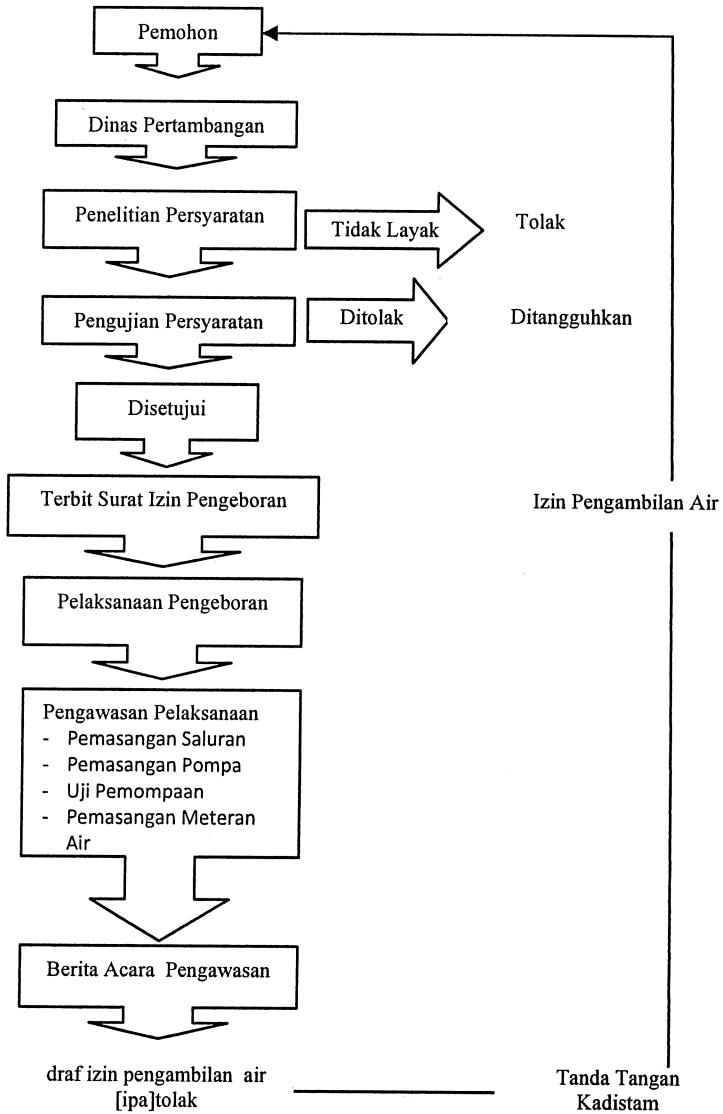 Pemohon
Dinas Pertambangan
Penelitian Persyaratan
Tidak Layak
Tolak
Pengujian Persyaratan
Ditolak
Ditangguhkan
Disetujui
Terbit Surat Izin Pengeboran
Izin Pengambilan Air
Pelaksanaan Pengeboran
Pengawasan Pelaksanaan
- Pemasangan Saluran
- Pemasangan Pompa
- Uji Pemompaan
- Pemasangan Meteran
Air
Berita Acara Pengawasan
draf izin pengambilan air
[ipa]tolak
Tanda Tangan
Kadistam